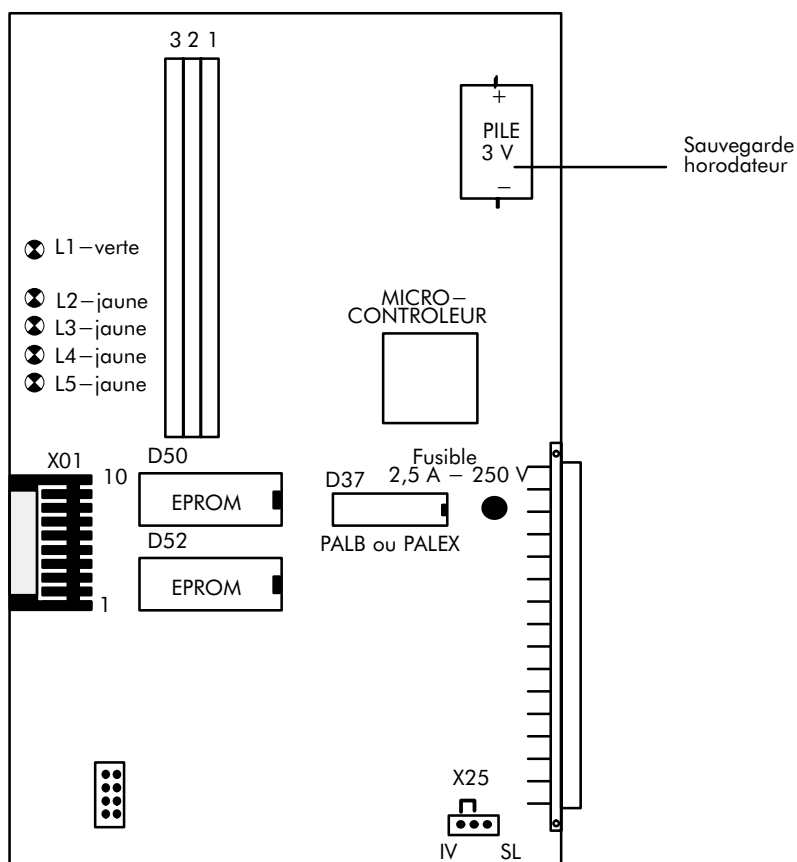 3 2 1
+
PILE
3 V
−
Sauvegarde
horodateur
L1−verte
L2−jaune
L3−jaune
L4−jaune
L5−jaune
MICRO−
CONTROLEUR
X01
10
1
D50
EPROM
D52
EPROM
D37
PALB ou PALEX
Fusible
2,5 A − 250 V
X25
IV SL